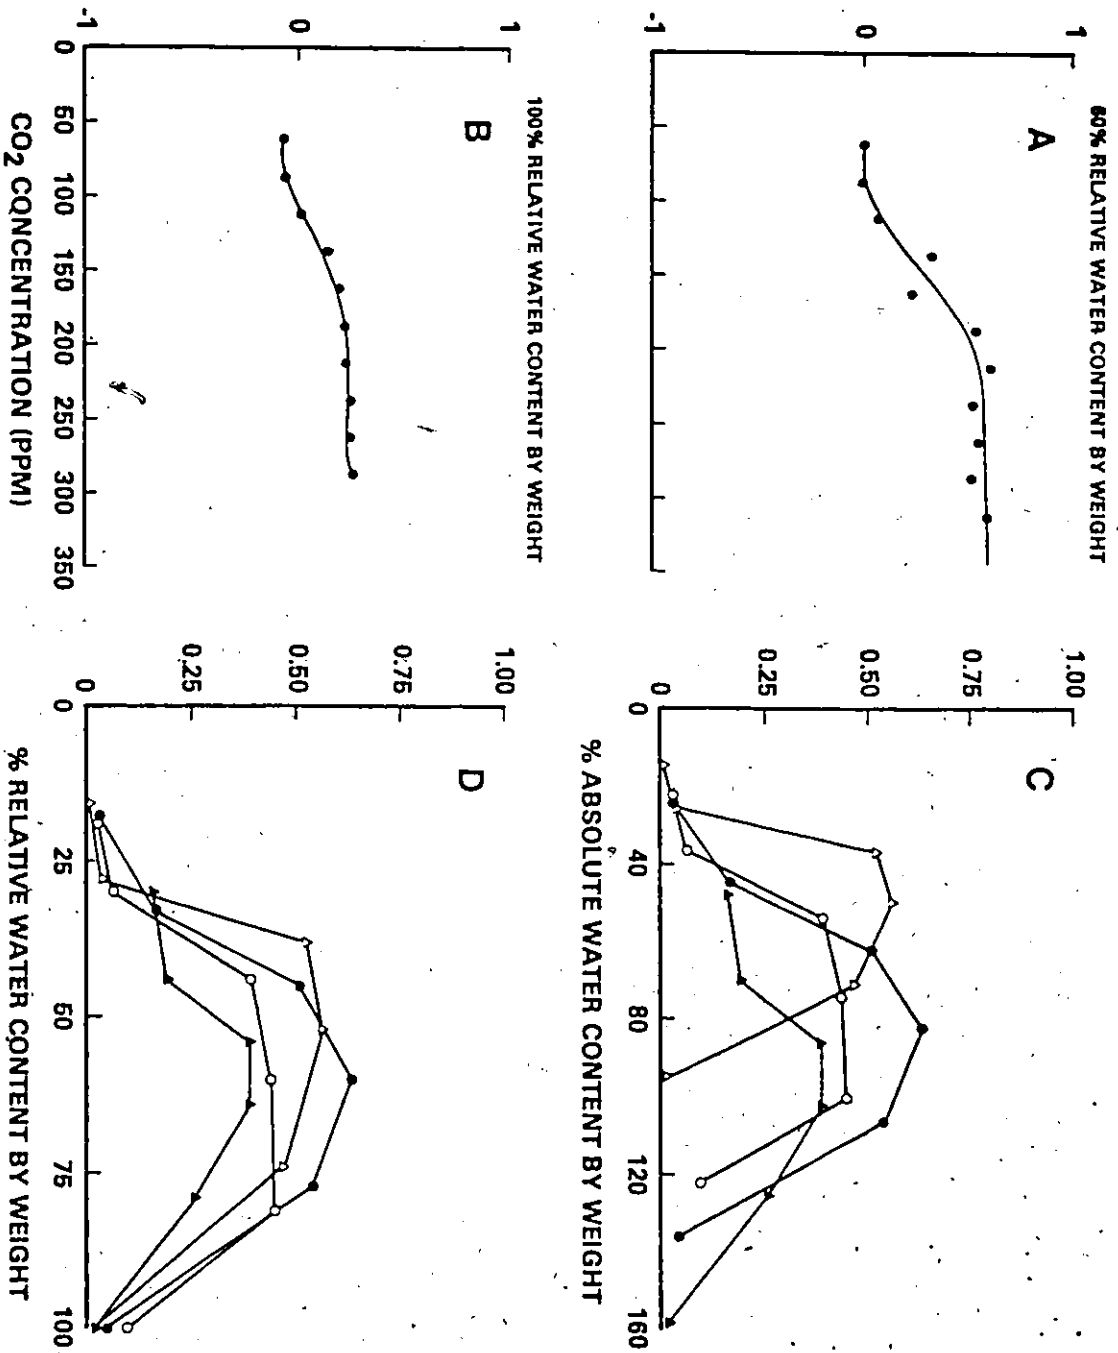 60% RELATIVE WATER CONTENT BY WEIGHT
A
1
0
-1
100% RELATIVE WATER CONTENT BY WEIGHT
B
1
0
-1
0 50 100 150 200 250 300 350
CO2 CQNCENTRATION (PPM)
C
1.00
0.75
0.50
0.25
0
0 40 80 120 160
% ABSOLUTE WATER CONTENT BY WEIGHT
D
1.00
0.75
0.50
0.25
0
0 25 50 75 100
% RELATIVE WATER CONTENT BY WEIGHT